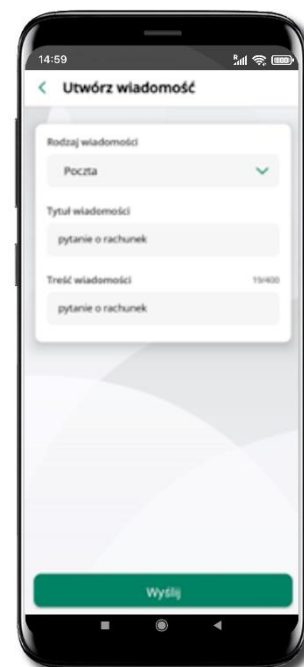 14:59
Utwórz wiadomość
Rodzaj wiadomości
Poczta
Tytuł wiadomości
pytanie o rachunek
Treść wiadomości 19/400
pytanie o rachunek
Wyślij